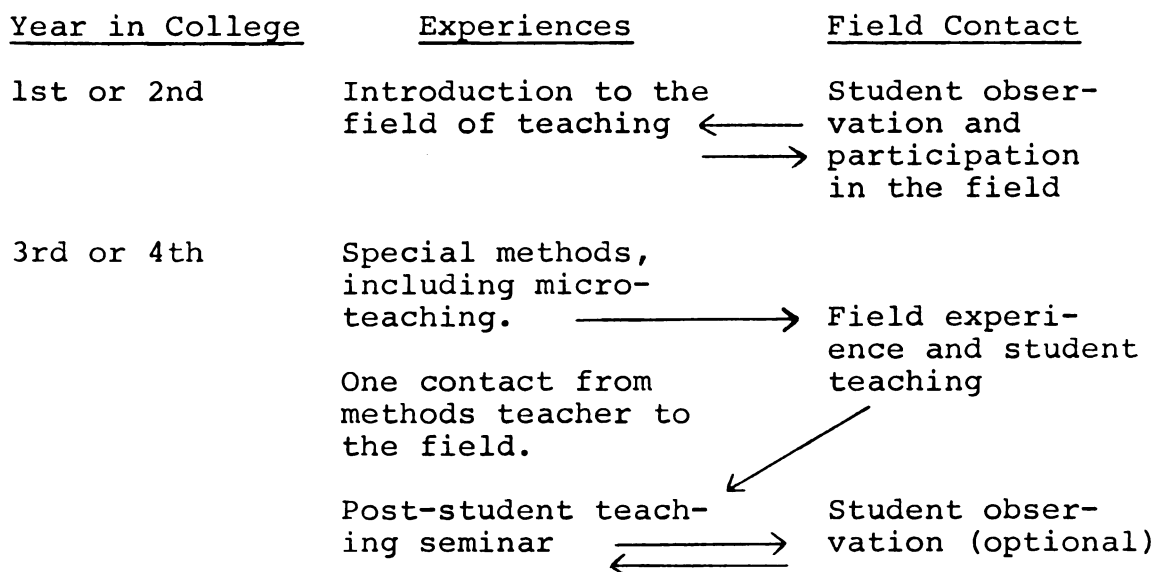 Year in College Experiences Field Contact
1st or 2nd Introduction to the Student obser-
field of teaching vation and
participation
in the field
3rd or 4th Special methods,
including micro-
teaching. Field experi-
ence and student
One contact from teaching
methods teacher to
the field.
Post-student teach- Student obser-
ing seminar vation (optional)